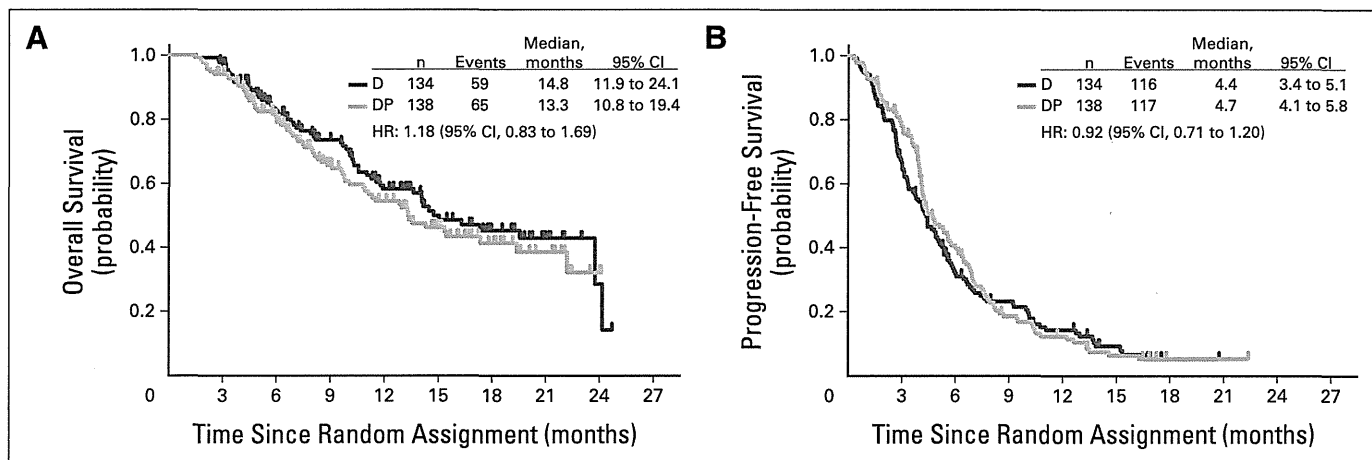 A
Median,
n Events months 95% CI
D 134 59 14.8 11.9 to 24.1
DP 138 65 13.3 10.8 to 19.4
HR: 1.18 (95% CI, 0.83 to 1.69)
Overall Survival
(probability)
1.0
0.8
0.6
0.4
0.2
0 3 6 9 12 15 18 21 24 27
Time Since Random Assignment (months)
B
Median,
n Events months 95% CI
D 134 116 4.4 3.4 to 5.1
DP 138 117 4.7 4.1 to 5.8
HR: 0.92 (95% CI, 0.71 to 1.20)
Progression-Free Survival
(probability)
1.0
0.8
0.6
0.4
0.2
0 3 6 9 12 15 18 21 24 27
Time Since Random Assignment (months)